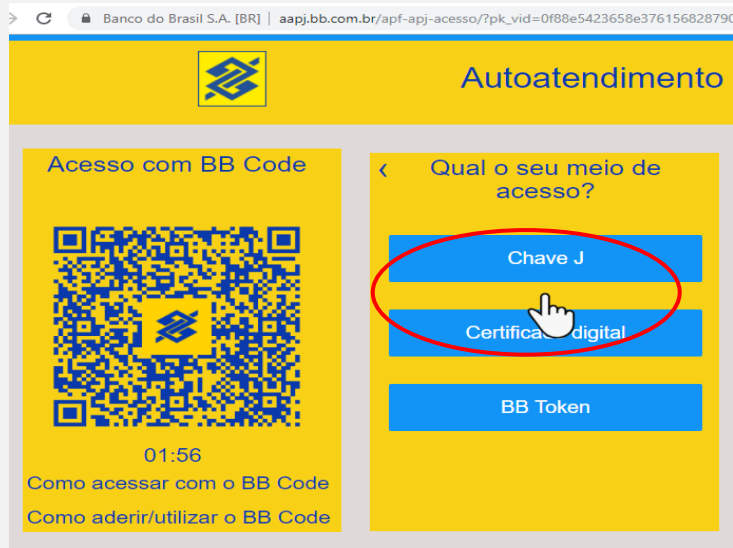 Banco do Brasil S.A. [BR] | aapj.bb.com.br/apf-apj-acesso/?pk_vid=0f88e5423658e376156828790
Autoatendimento
Acesso com BB Code
01:56
Como acessar com o BB Code
Como aderir/utilizar o BB Code
‹ Qual o seu meio de
acesso?
Chave J
Certificado digital
BB Token